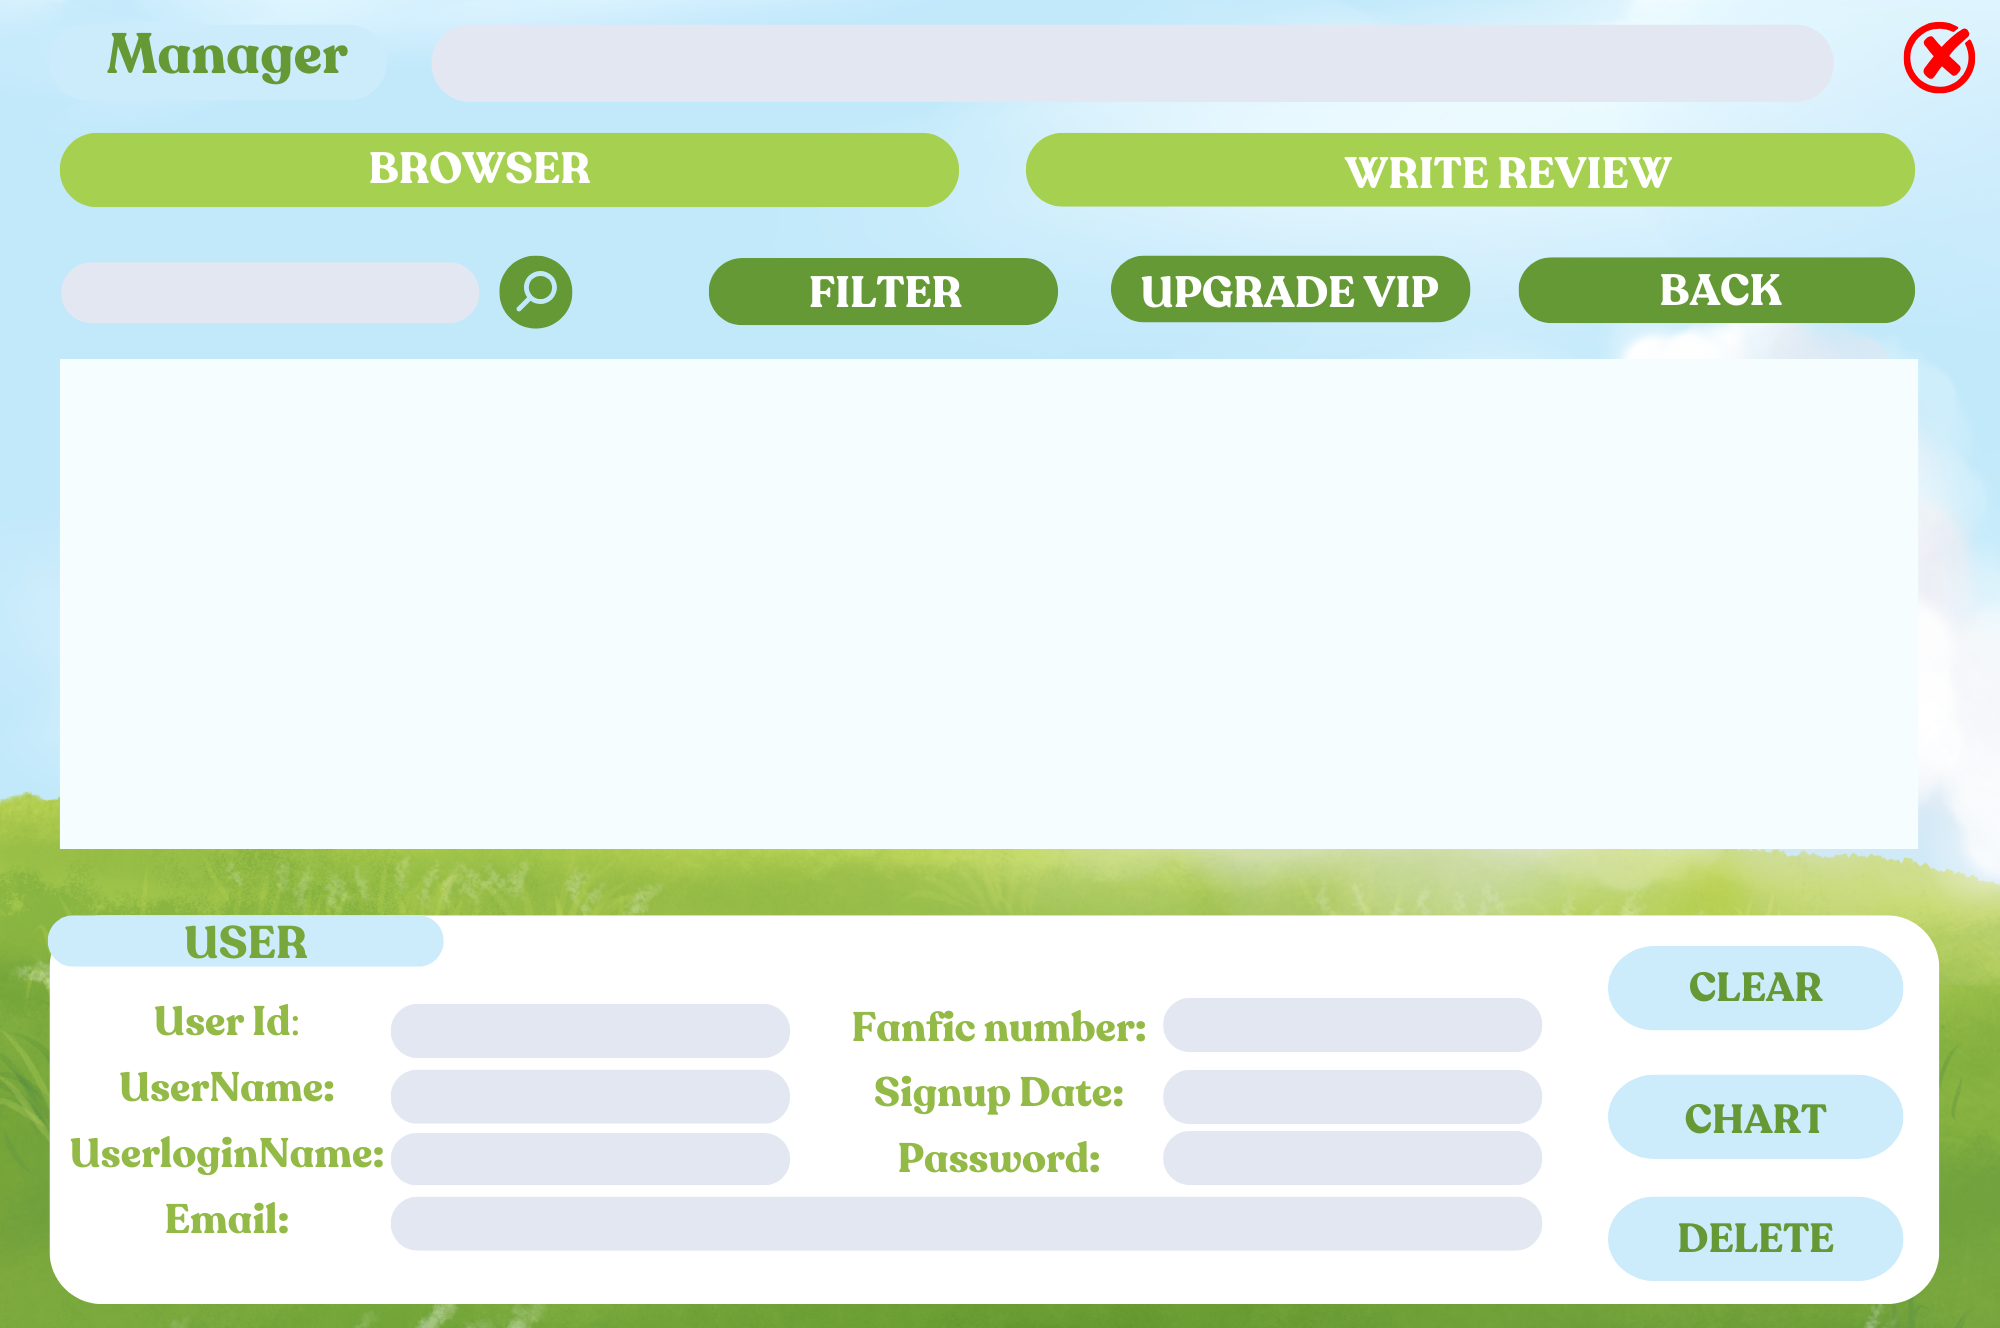 Manager
BROWSER
WRITE REVIEW
FILTER
UPGRADE VIP
BACK
USER
User Id:
Fanfic number:
CLEAR
UserName:
Signup Date:
CHART
UserloginName:
Password:
Email:
DELETE